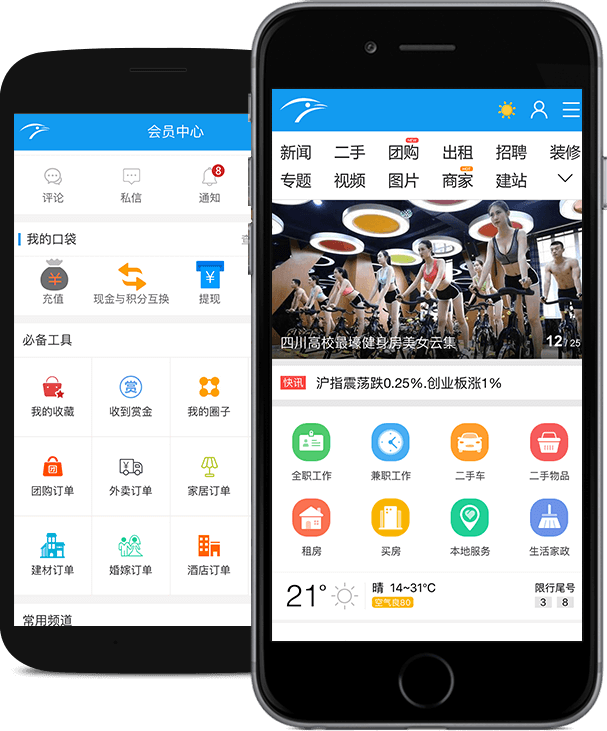 会员中心
8
评论 私信 通知
我的口袋
充值 现金与积分互换 提现
必备工具
赏
我的收藏 收到赏金 我的圈子
团
团购订单 外卖订单 家居订单
建材订单 婚嫁订单 酒店订单
常用频道
NEW
新闻 二手 团购 出租 招聘 装修
HOT
专题 视频 图片 商家 建站
四川高校最壕健身房美女云集 12 / 25
快讯 沪指震荡跌0.25%.创业板涨1%
全职工作 兼职工作 二手车 二手物品
租房 买房 本地服务 生活家政
21° 晴 14~31℃ 限行尾号
空气良80 3 8